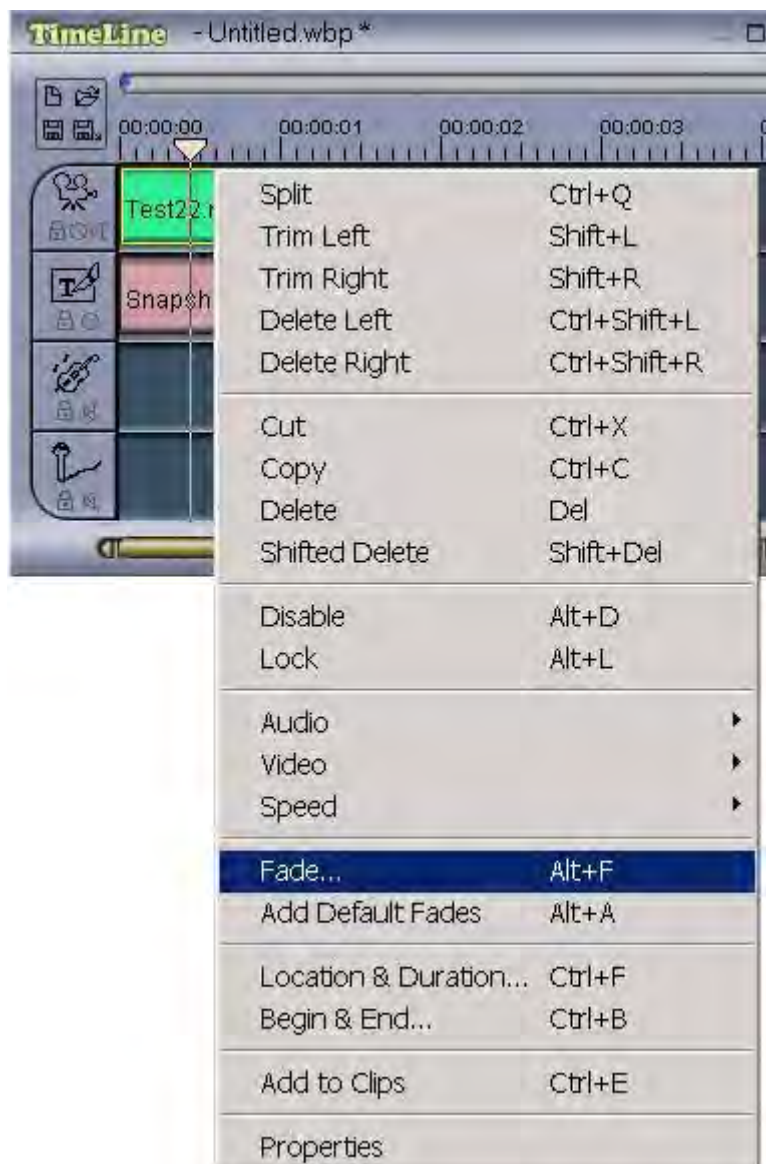 TimeLine - Untitled.wbp *
00:00:00 00:00:01 00:00:02 00:00:03
Test22.
T
Snapsh
Split Ctrl+Q
Trim Left Shift+L
Trim Right Shift+R
Delete Left Ctrl+Shift+L
Delete Right Ctrl+Shift+R
Cut Ctrl+X
Copy Ctrl+C
Delete Del
Shifted Delete Shift+Del
Disable Alt+D
Lock Alt+L
Audio
Video
Speed
Fade... Alt+F
Add Default Fades Alt+A
Location & Duration... Ctrl+F
Begin & End... Ctrl+B
Add to Clips Ctrl+E
Properties